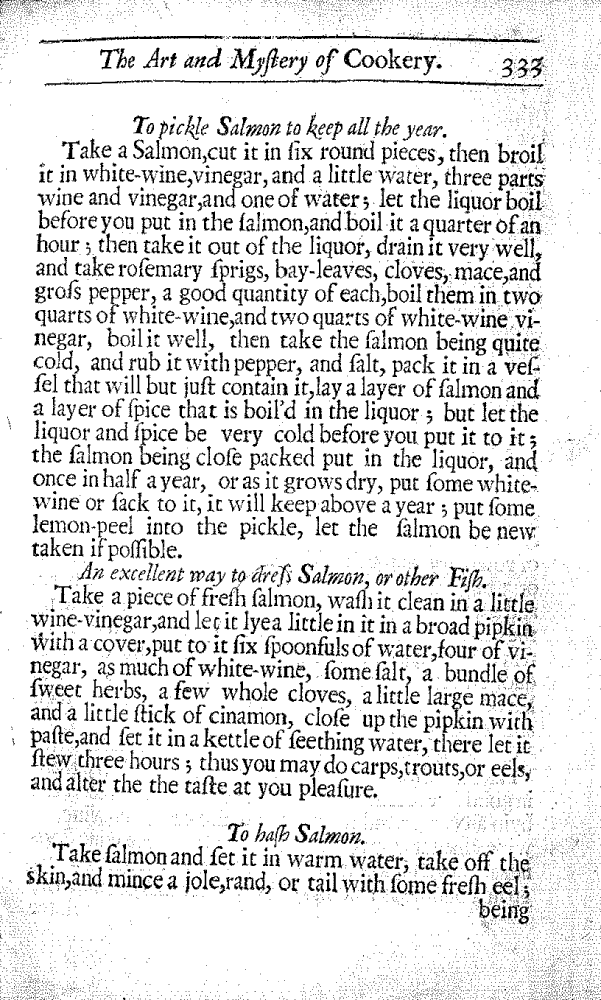 The Art and Myſtery of Cookery. 333
To pickle Salmon to keep all the year.
Take a Salmon,cut it in ſix round pieces, then broil
it in white-wine,vinegar, and a little water, three parts
wine and vinegar,and one of water; let the liquor boil
before you put in the ſalmon,and boil it a quarter of an
hour ; then take it out of the liquor, drain it very well,
and take roſemary ſprigs, bay-leaves, cloves, mace,and
groſs pepper, a good quantity of each,boil them in two
quarts of white-wine,and two quarts of white-wine vi-
negar, boil it well, then take the ſalmon being quite
cold, and rub it with pepper, and ſalt, pack it in a veſ-
ſel that will but juſt contain it,lay a layer of ſalmon and
a layer of ſpice that is boil'd in the liquor ; but let the
liquor and ſpice be very cold before you put it to it;
the ſalmon being cloſe packed put in the liquor, and
once in half a year, or as it grows dry, put ſome white-
wine or ſack to it, it will keep above a year ; put ſome
lemon-peel into the pickle, let the ſalmon be new
taken if poſſible.
An excellent way to dreſs Salmon, or other Fiſh.
Take a piece of freſh ſalmon, waſh it clean in a little
wine-vinegar,and let it lye a little in it in a broad pipkin
with a cover,put to it ſix ſpoonfuls of water,four of vi-
negar, as much of white-wine, ſome ſalt, a bundle of
ſweet herbs, a few whole cloves, a little large mace,
and a little ſtick of cinamon, cloſe up the pipkin with
paſte,and ſet it in a kettle of ſeething water, there let it
ſtew three hours ; thus you may do carps,trouts,or eels,
and alter the the taſte at you pleaſure.
To haſh Salmon.
Take ſalmon and ſet it in warm water, take off the
skin,and mince a jole,rand, or tail with ſome freſh eel ;
being